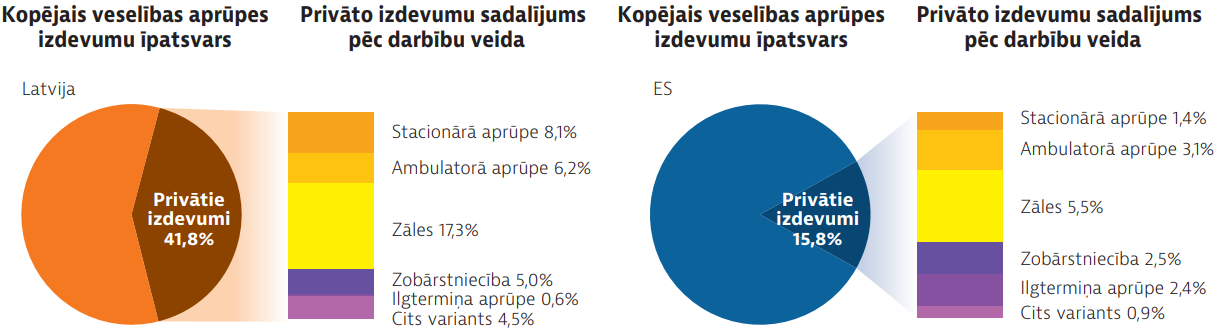 Kopējais veselības aprūpes
izdevumu īpatsvars
Privāto izdevumu sadalījums
pēc darbību veida
Latvija
Privātie
izdevumi
41,8%
Stacionārā aprūpe 8,1%
Ambulatorā aprūpe 6,2%
Zāles 17,3%
Zobārstniecība 5,0%
Ilgtermiņa aprūpe 0,6%
Cits variants 4,5%
Kopējais veselības aprūpes
izdevumu īpatsvars
Privāto izdevumu sadalījums
pēc darbību veida
ES
Privātie
izdevumi
15,8%
Stacionārā aprūpe 1,4%
Ambulatorā aprūpe 3,1%
Zāles 5,5%
Zobārstniecība 2,5%
Ilgtermiņa aprūpe 2,4%
Cits variants 0,9%